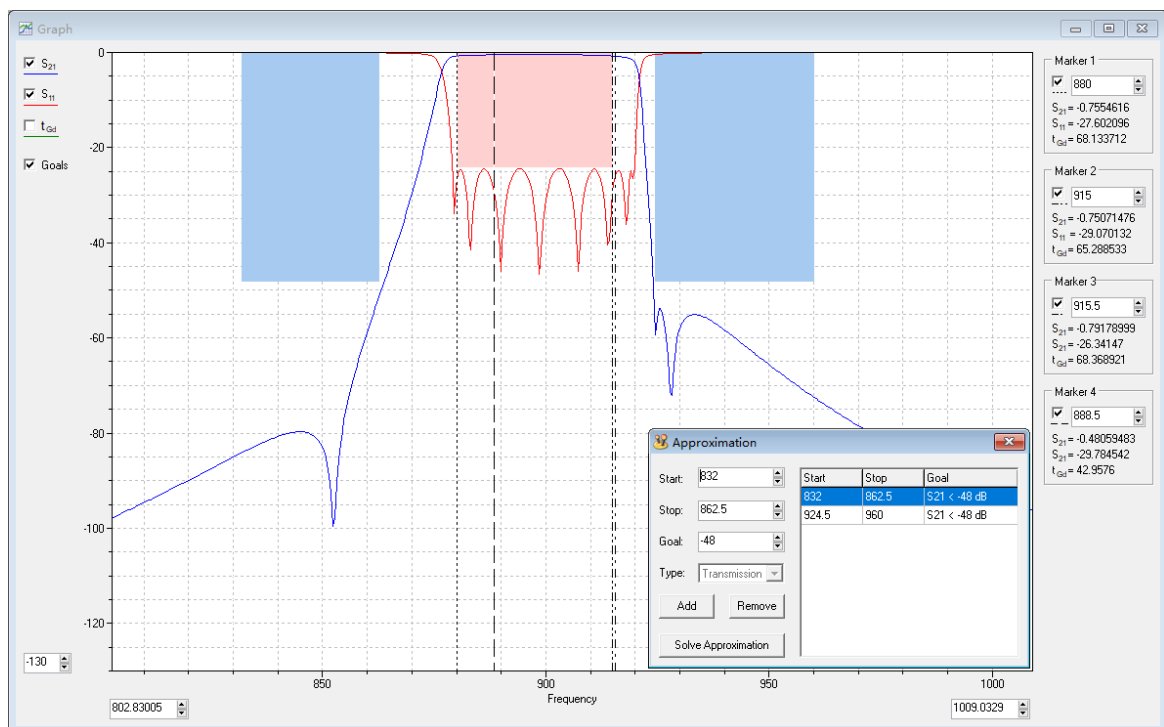 Graph
S21
S11
tGd
Goals
0
-20
-40
-60
-80
-100
-120
-130
850
900
950
1000
Frequency
802.83005
1009.0329
Marker 1
880
S21 = -0.7554616
S11 = -27.602096
tGd = 68.133712
Marker 2
915
S21 = -0.75071476
S11 = -29.070132
tGd = 65.288533
Marker 3
915.5
S21 = -0.79178999
S21 = -26.34147
tGd = 68.368921
Marker 4
888.5
S21 = -0.48059483
S21 = -29.784542
tGd = 42.9576
Approximation
Start: 832
Stop: 862.5
Goal: -48
Type: Transmission
Add Remove
Solve Approximation
Start Stop Goal
832 862.5 S21 < -48 dB
924.5 960 S21 < -48 dB